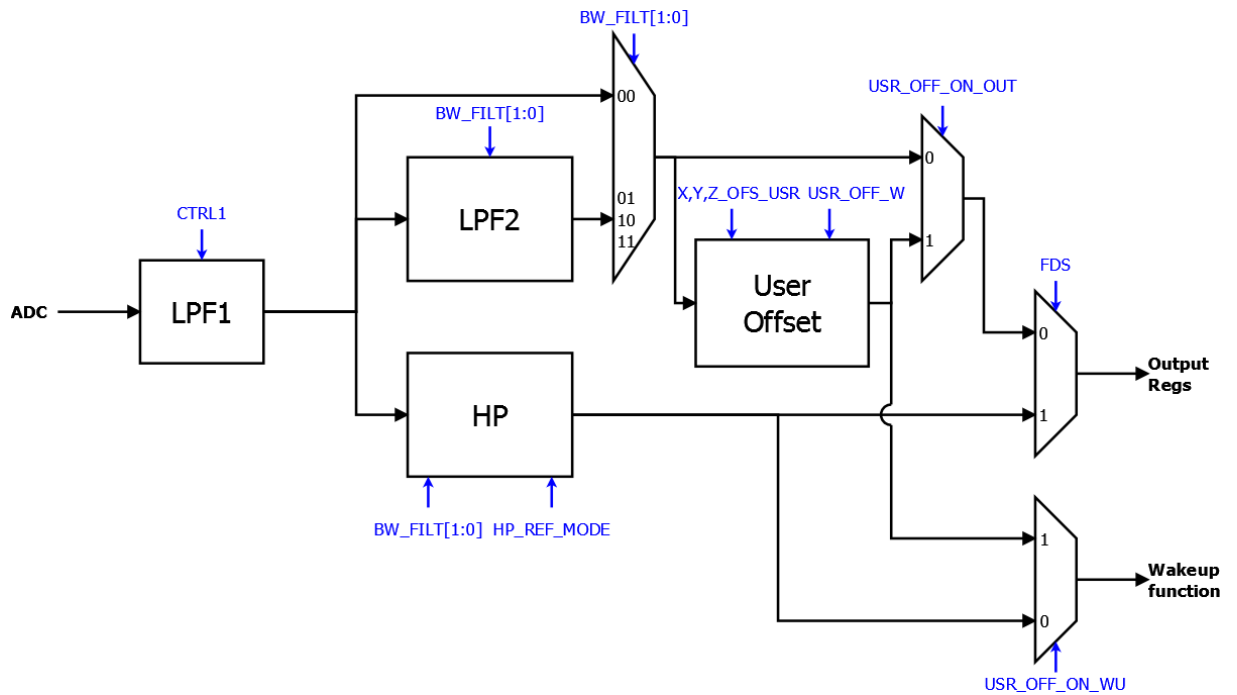 BW_FILT[1:0]
USR_OFF_ON_OUT
00
BW_FILT[1:0]
0
X,Y,Z_OFS_USR USR_OFF_W
01
CTRL1
LPF2
10
11
1
FDS
ADC
LPF1
User
Offset
0
Output
Regs
HP
1
BW_FILT[1:0] HP_REF_MODE
1
Wakeup
function
0
USR_OFF_ON_WU